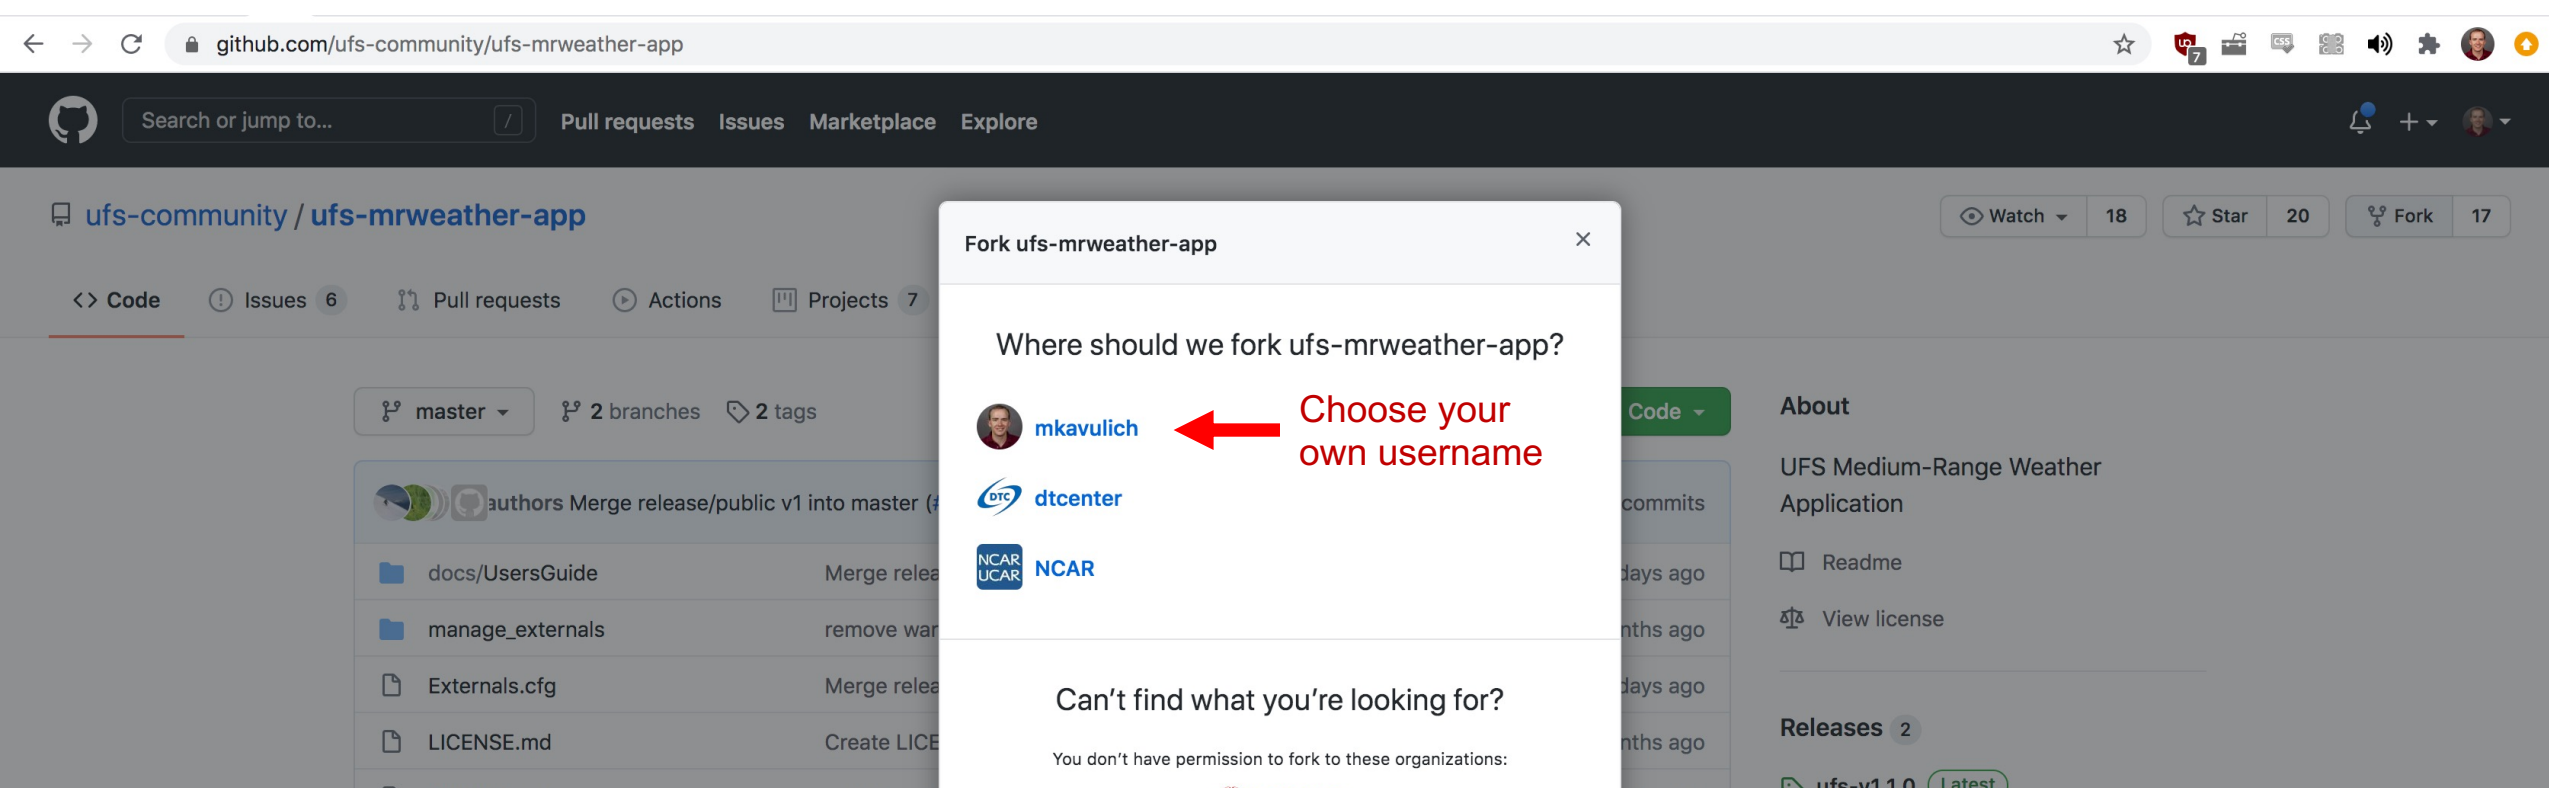 github.com/ufs-community/ufs-mrweather-app
7
Search or jump to... / Pull requests Issues Marketplace Explore
ufs-community / ufs-mrweather-app
Watch 18 Star 20 Fork 17
Fork ufs-mrweather-app
Code Issues 6 Pull requests Actions Projects 7
Where should we fork ufs-mrweather-app?
master 2 branches 2 tags
Code
About
mkavulich
Choose your
own username
UFS Medium-Range Weather
Application
authors Merge release/public v1 into master (
commits
DTC dtcenter
docs/UsersGuide Merge relea
days ago
NCAR
UCAR
NCAR
Readme
manage_externals remove war
nths ago
View license
Externals.cfg Merge relea
days ago
Can't find what you're looking for?
LICENSE.md Create LICE
nths ago
Releases 2
You don't have permission to fork to these organizations:
ufs-v1.1.0 Latest